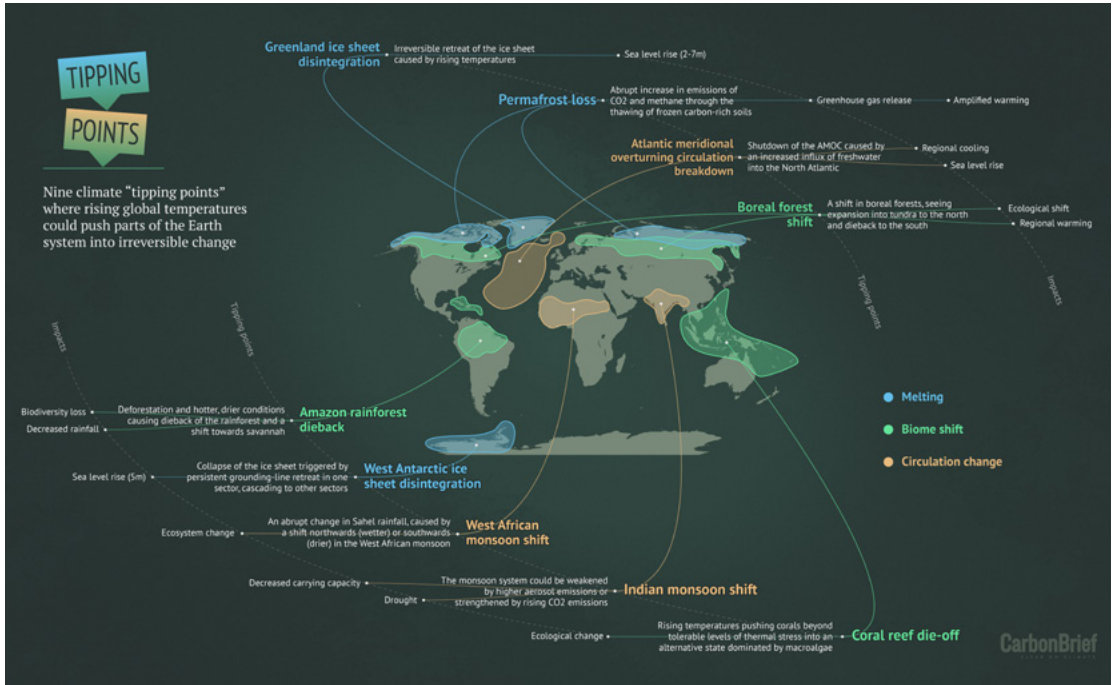 TIPPING
POINTS
Nine climate “tipping points”
where rising global temperatures
could push parts of the Earth
system into irreversible change
Greenland ice sheet
disintegration
Irreversible retreat of the ice sheet
caused by rising temperatures
Sea level rise (2-7m)
Permafrost loss
Abrupt increase in emissions of
CO2 and methane through the
thawing of frozen carbon-rich soils
Greenhouse gas release
Amplified warming
Atlantic meridional
overturning circulation
breakdown
Shutdown of the AMOC caused by
an increased influx of freshwater
into the North Atlantic
Regional cooling
Sea level rise
Boreal forest
shift
A shift in boreal forests, seeing
expansion into tundra to the north
and dieback to the south
Ecological shift
Regional warming
Tipping points
Impacts
Impacts
Tipping points
Melting
Biome shift
Circulation change
Biodiversity loss
Decreased rainfall
Deforestation and hotter, drier conditions
causing dieback of the rainforest and a
shift towards savannah
Amazon rainforest
dieback
Sea level rise (5m)
Collapse of the ice sheet triggered by
persistent grounding-line retreat in one
sector, cascading to other sectors
West Antarctic ice
sheet disintegration
Ecosystem change
An abrupt change in Sahel rainfall, caused by
a shift northwards (wetter) or southwards
(drier) in the West African monsoon
West African
monsoon shift
Decreased carrying capacity
Drought
The monsoon system could be weakened
by higher aerosol emissions or
strengthened by rising CO2 emissions
Indian monsoon shift
Ecological change
Rising temperatures pushing corals beyond
tolerable levels of thermal stress into an
alternative state dominated by macroalgae
Coral reef die-off
CarbonBrief